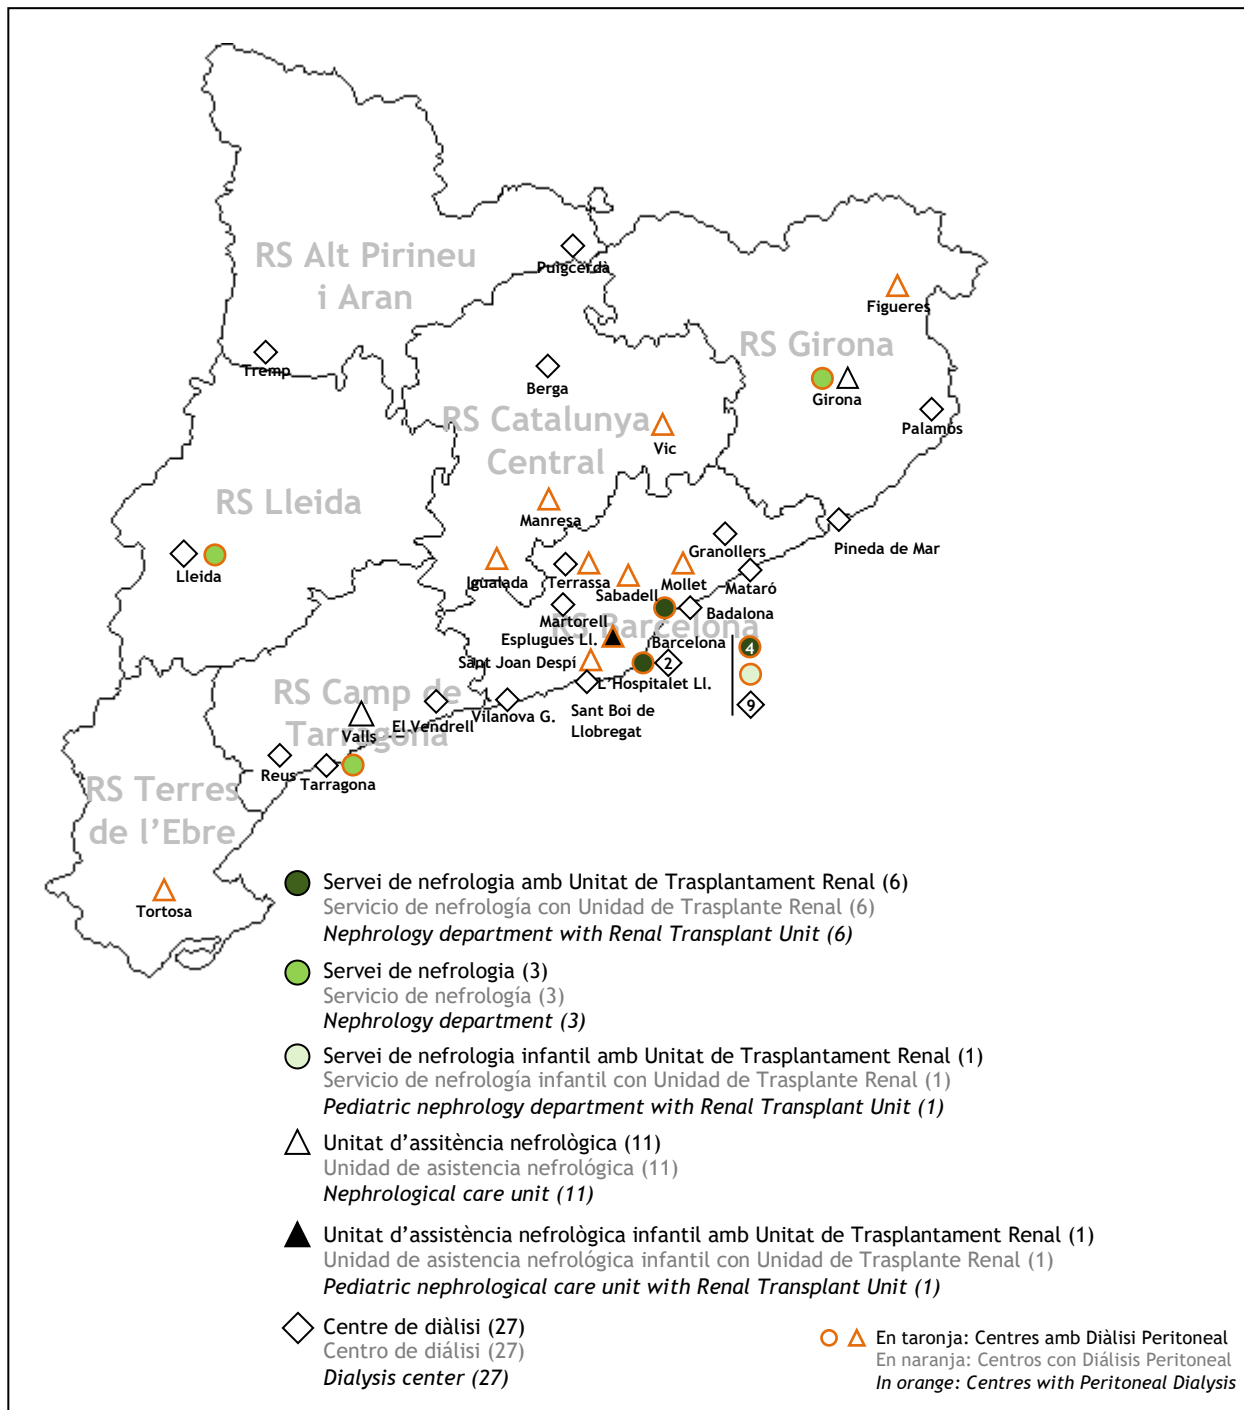 RS Alt Pirineu
i Aran
Puigcerdà
Figueres
RS Girona
Tremp
Berga
Girona
Palamós
RS Catalunya
Central
Vic
RS Lleida
Manresa
Granollers
Pineda de Mar
Lleida
Igualada
Terrassa
Sabadell
Mollet
Mataró
Martorell
RS Barcelona
Badalona
Esplugues Ll.
Barcelona
4
Sant Joan Despí
2
L'Hospitalet Ll.
9
RS Camp de
Tarragona
Valls
El Vendrell
Vilanova G.
Sant Boi de
Llobregat
Reus
Tarragona
RS Terres
de l'Ebre
Tortosa
Servei de nefrologia amb Unitat de Trasplantament Renal (6)
Servicio de nefrología con Unidad de Trasplante Renal (6)
Nephrology department with Renal Transplant Unit (6)
Servei de nefrologia (3)
Servicio de nefrología (3)
Nephrology department (3)
Servei de nefrologia infantil amb Unitat de Trasplantament Renal (1)
Servicio de nefrología infantil con Unidad de Trasplante Renal (1)
Pediatric nephrology department with Renal Transplant Unit (1)
Unitat d'assitència nefrològica (11)
Unidad de asistencia nefrológica (11)
Nephrological care unit (11)
Unitat d'assistència nefrològica infantil amb Unitat de Trasplantament Renal (1)
Unidad de asistencia nefrológica infantil con Unidad de Trasplante Renal (1)
Pediatric nephrological care unit with Renal Transplant Unit (1)
Centre de diàlisi (27)
Centro de diálisi (27)
Dialysis center (27)
En taronja: Centres amb Diàlisi Peritoneal
En naranja: Centros con Diálisis Peritoneal
In orange: Centres with Peritoneal Dialysis